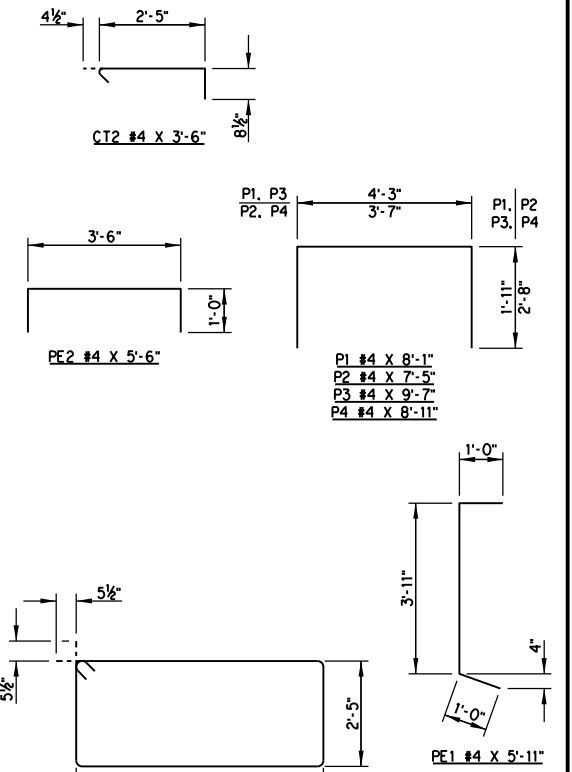 4½" 2'-5"
8½"
CT2 #4 X 3'-6"
P1, P3 4'-3" P1, P2
P2, P4 3'-7" P3, P4
3'-6"
1'-0"
1'-11"
2'-8"
PE2 #4 X 5'-6"
P1 #4 X 8'-1"
P2 #4 X 7'-5"
P3 #4 X 9'-7"
P4 #4 X 8'-11"
1'-0"
3'-11"
5½"
4"
5½"
2'-5"
1'-0"
PE1 #4 X 5'-11"